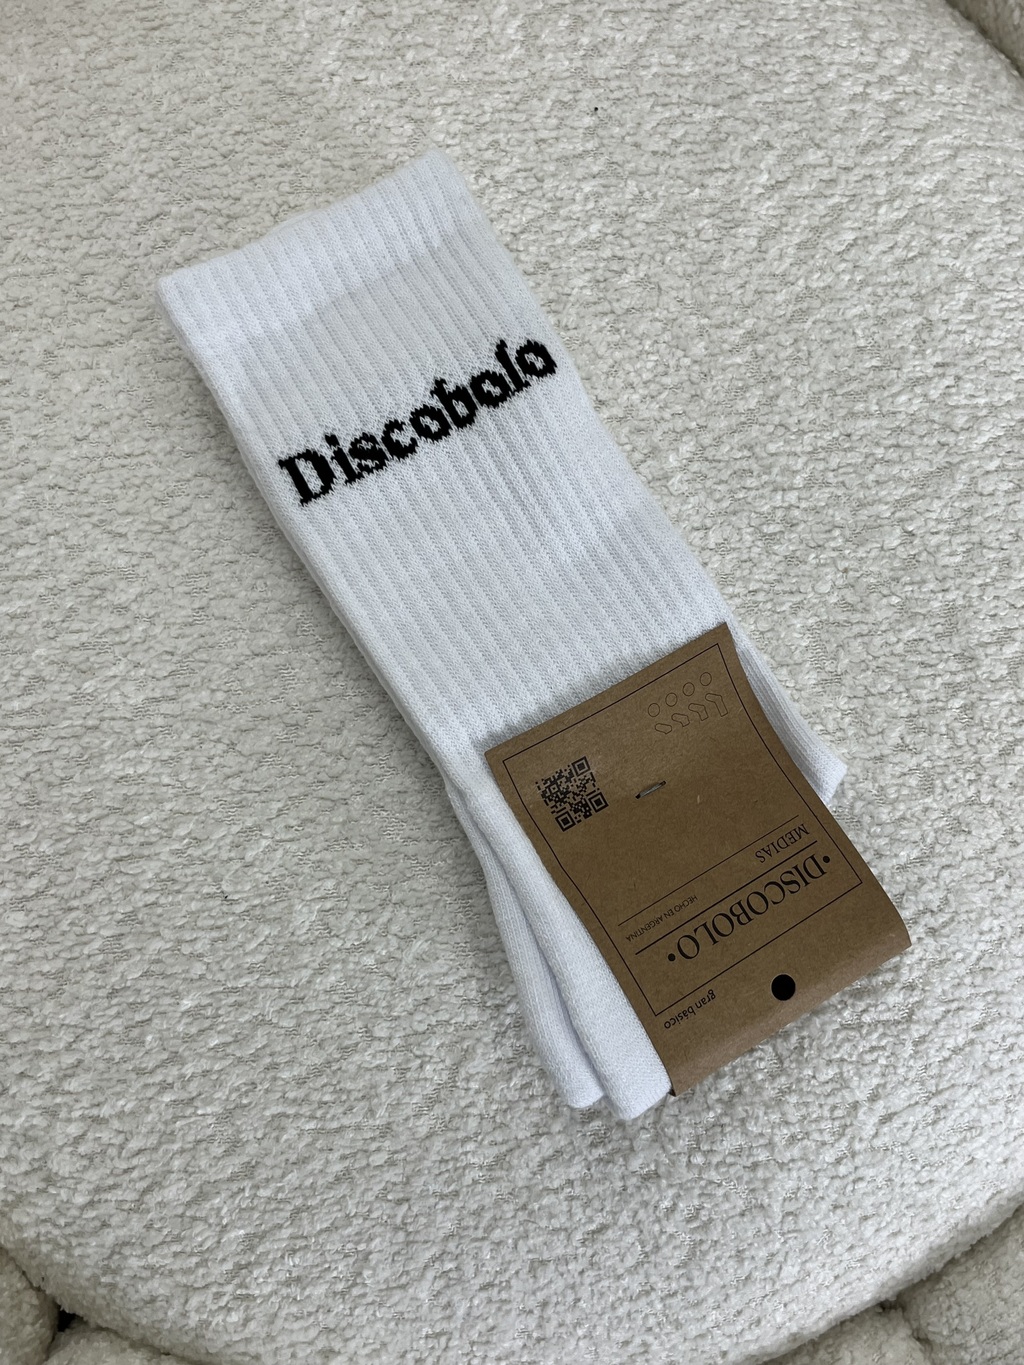 Discobolo
gran básico
•DISCOBOLO•
HECHO EN ARGENTINA
MEDIAS